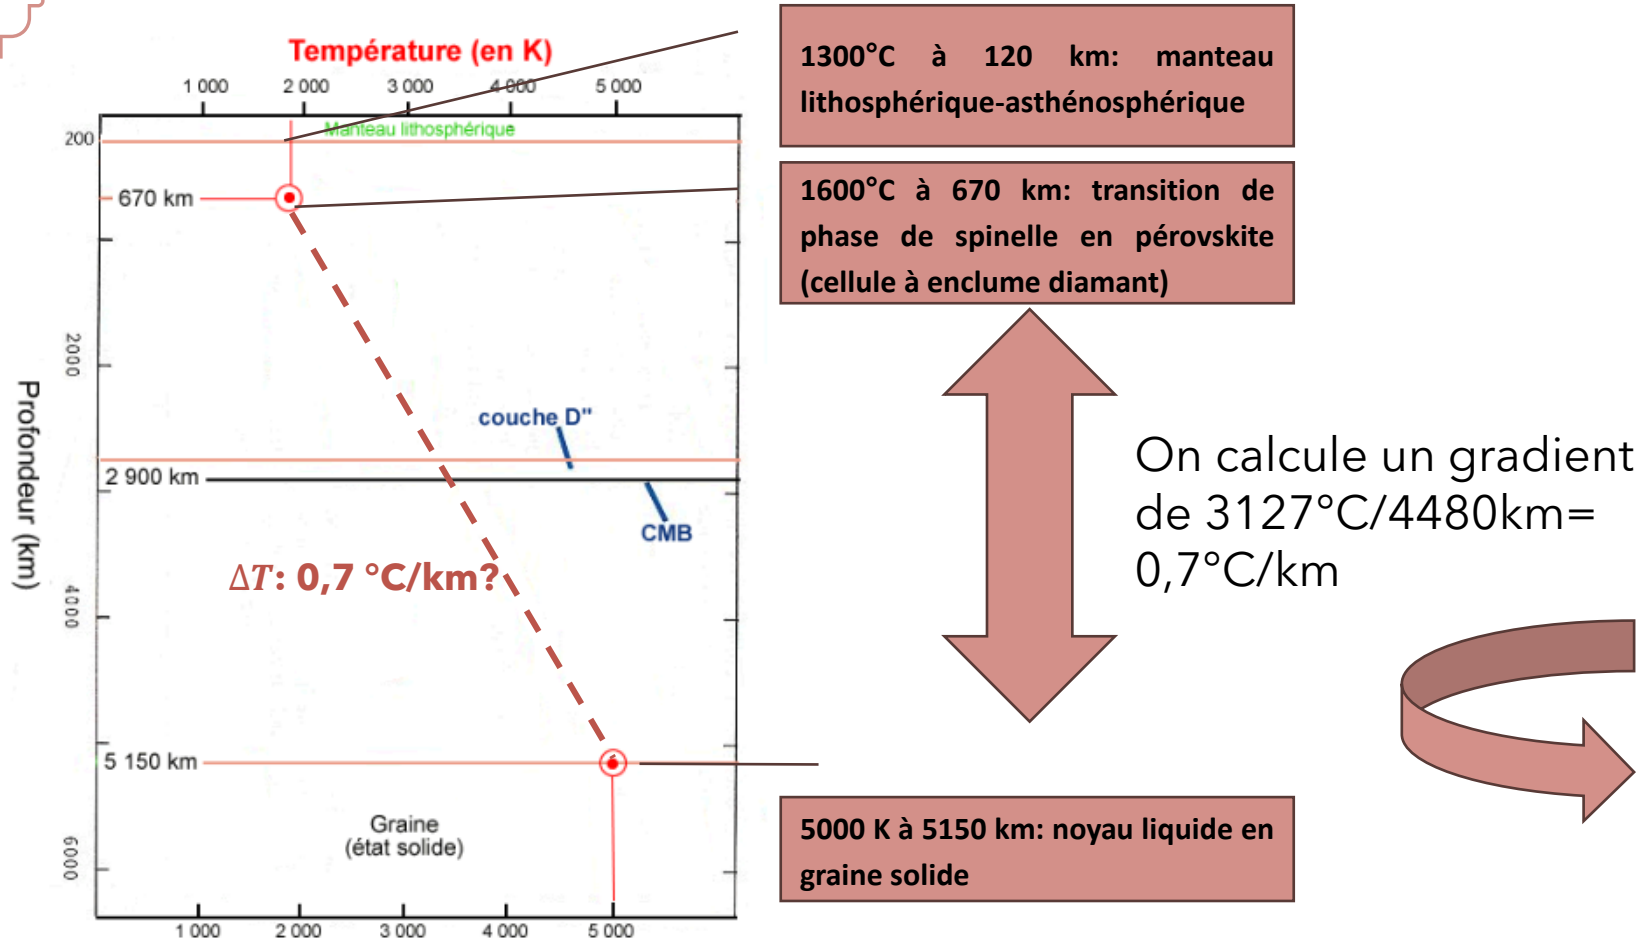 Température (en K)
1 000 2 000 3 000 4 000 5 000
Manteau lithosphérique
200
670 km
2000
Profondeur (km)
couche D"
2 900 km
CMB
ΔT: 0,7 °C/km?
4000
5 150 km
Graine
(état solide)
6000
1 000 2 000 3 000 4 000 5 000
1300°C à 120 km: manteau
lithosphérique-asthénosphérique
1600°C à 670 km: transition de
phase de spinelle en pérovskite
(cellule à enclume diamant)
On calcule un gradient
de 3127°C/4480km=
0,7°C/km
5000 K à 5150 km: noyau liquide en
graine solide